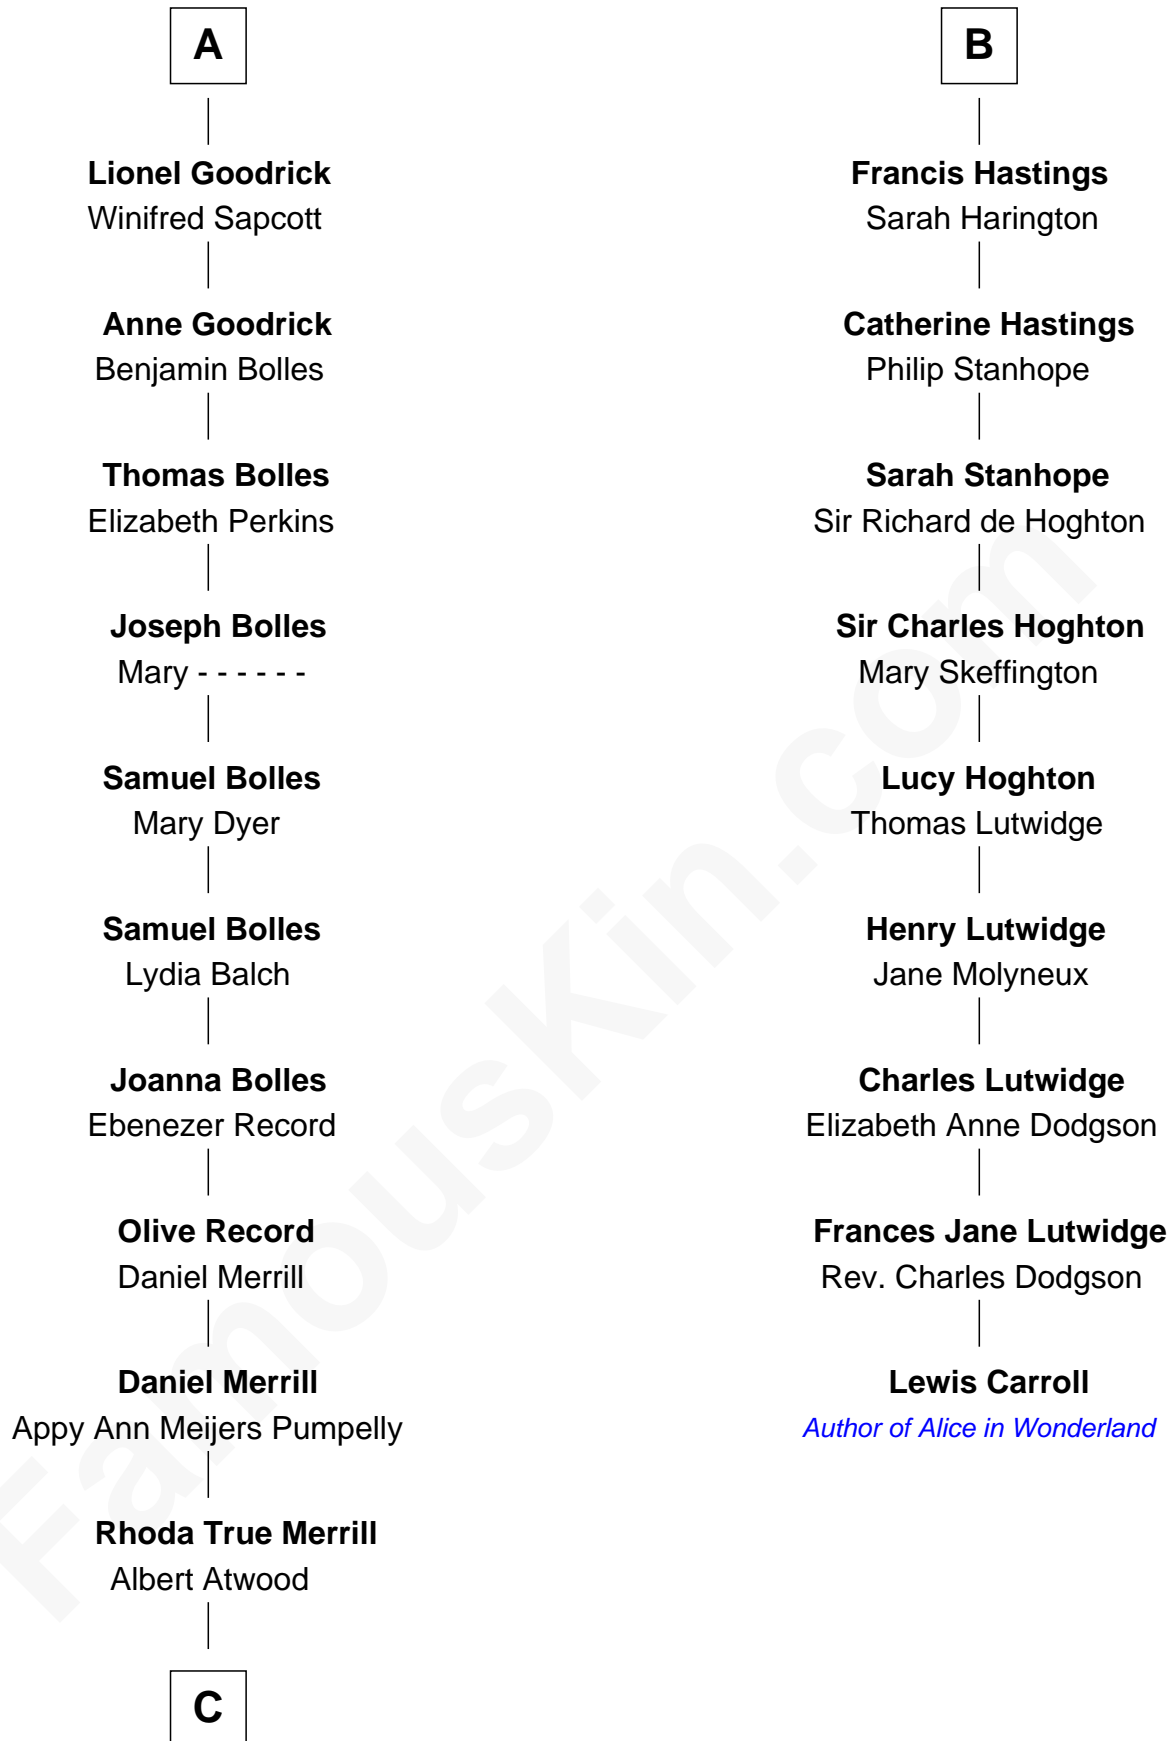 A
Lionel Goodrick
Winifred Sapcott
Anne Goodrick
Benjamin Bolles
Thomas Bolles
Elizabeth Perkins
Joseph Bolles
Mary - - - - - -
Samuel Bolles
Mary Dyer
Samuel Bolles
Lydia Balch
Joanna Bolles
Ebenezer Record
Olive Record
Daniel Merrill
Daniel Merrill
Appy Ann Meijers Pumpelly
Rhoda True Merrill
Albert Atwood
C
B
Francis Hastings
Sarah Harington
Catherine Hastings
Philip Stanhope
Sarah Stanhope
Sir Richard de Hoghton
Sir Charles Hoghton
Mary Skeffington
Lucy Hoghton
Thomas Lutwidge
Henry Lutwidge
Jane Molyneux
Charles Lutwidge
Elizabeth Anne Dodgson
Frances Jane Lutwidge
Rev. Charles Dodgson
Lewis Carroll
Author of Alice in Wonderland
FamousKin.com